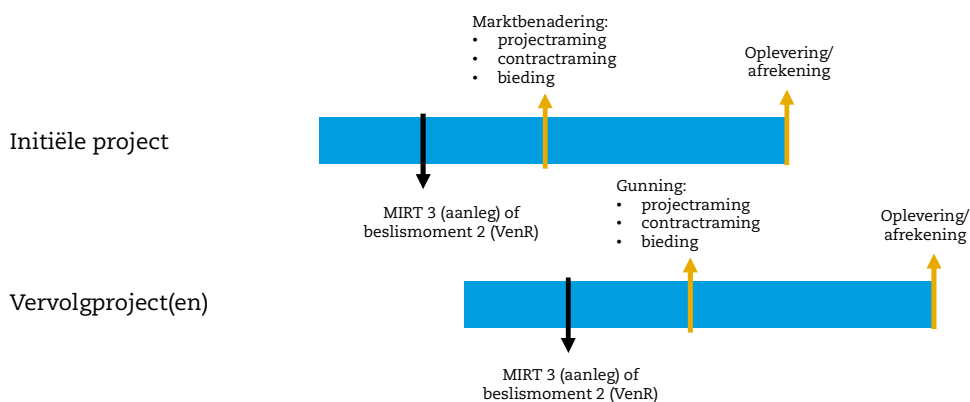 Marktbenadering:
• projectraming
• contractraming
• bieding
Oplevering/
afrekening
Initiële project
MIRT 3 (aanleg) of
beslismoment 2 (VenR)
Gunning:
• projectraming
• contractraming
• bieding
Oplevering/
afrekening
Vervolgproject(en)
MIRT 3 (aanleg) of
beslismoment 2 (VenR)